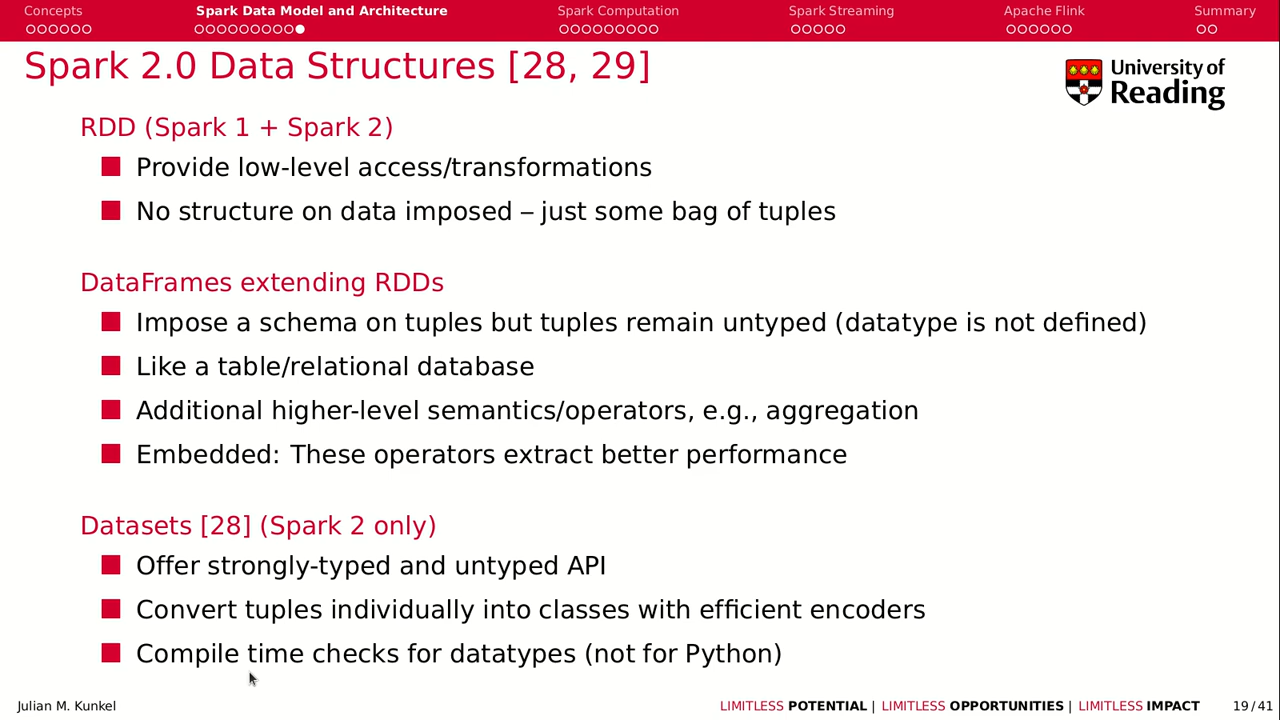 Concepts Spark Data Model and Architecture Spark Computation Spark Streaming Apache Flink Summary
Spark 2.0 Data Structures [28, 29]
University of
Reading
RDD (Spark 1 + Spark 2)
Provide low-level access/transformations
No structure on data imposed – just some bag of tuples
DataFrames extending RDDs
Impose a schema on tuples but tuples remain untyped (datatype is not defined)
Like a table/relational database
Additional higher-level semantics/operators, e.g., aggregation
Embedded: These operators extract better performance
Datasets [28] (Spark 2 only)
Offer strongly-typed and untyped API
Convert tuples individually into classes with efficient encoders
Compile time checks for datatypes (not for Python)
Julian M. Kunkel LIMITLESS POTENTIAL | LIMITLESS OPPORTUNITIES | LIMITLESS IMPACT 19 / 41